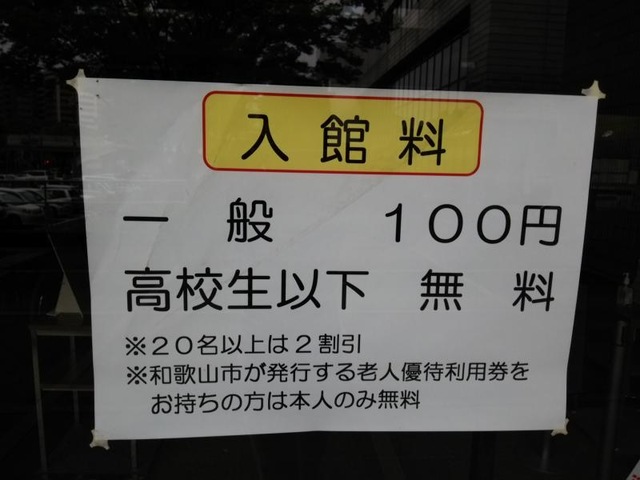 入館料
一般 １００円
高校生以下 無料
※２０名以上は２割引
※和歌山市が発行する老人優待利用券を
お持ちの方は本人のみ無料